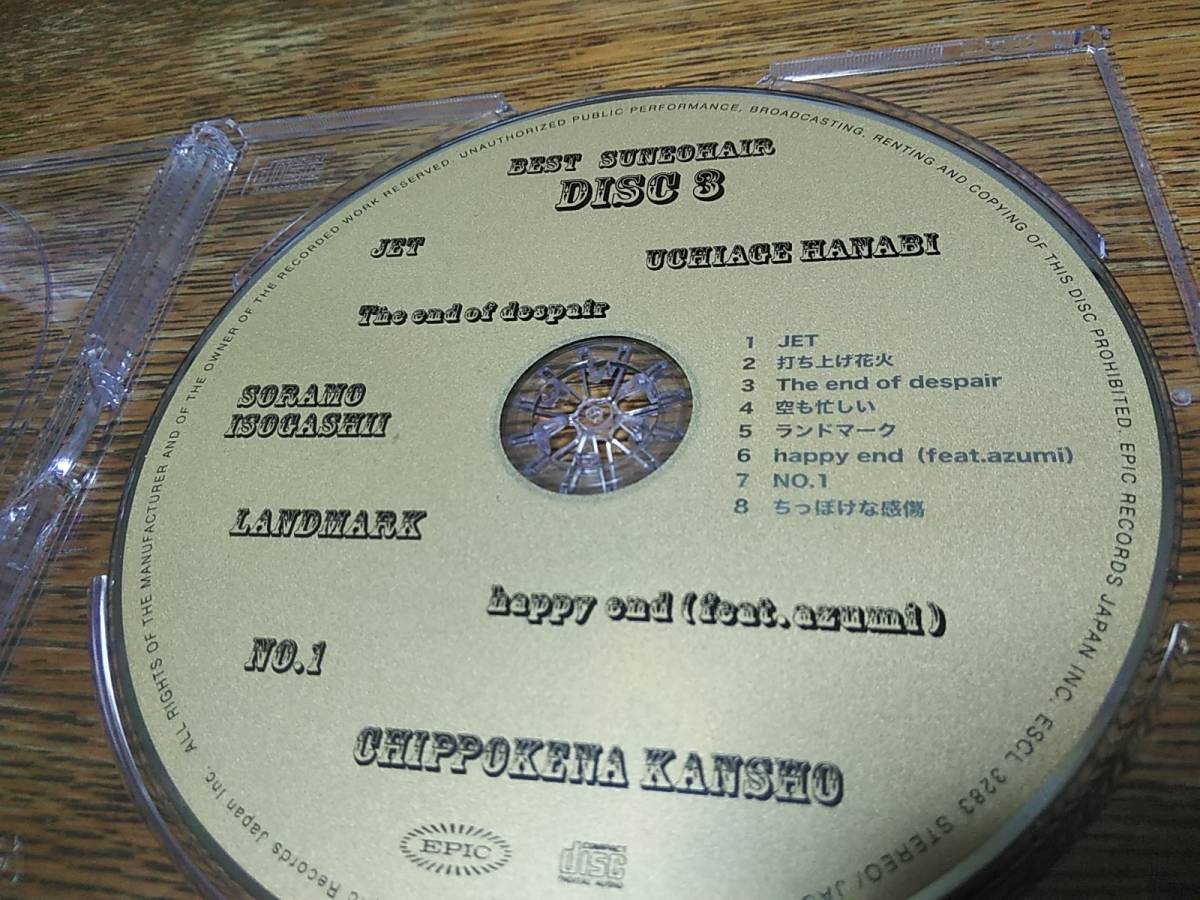 BEST SUNEOHAIR
DISC 3
JET
UCHIAGE HANABI
The end of despair
1 JET
2 打ち上げ花火
3 The end of despair
4 空も忙しい
5 ランドマーク
6 happy end (feat.azumi)
7 NO.1
8 ちっぽけな感傷
SORAMO
ISOGASHII
LANDMARK
happy end (feat.azumi)
NO.1
CHIPPOKENA KANSHO
EPIC
COMPACT
disc
DIGITAL AUDIO
Records Japan Inc. ALL RIGHTS OF THE MANUFACTURER AND OF THE OWNER OF THE RECORDED WORK RESERVED. UNAUTHORIZED PUBLIC PERFORMANCE, BROADCASTING, RENTING AND COPYING OF THIS DISC PROHIBITED. EPIC RECORDS JAPAN INC. ESCL 3283 STEREO/